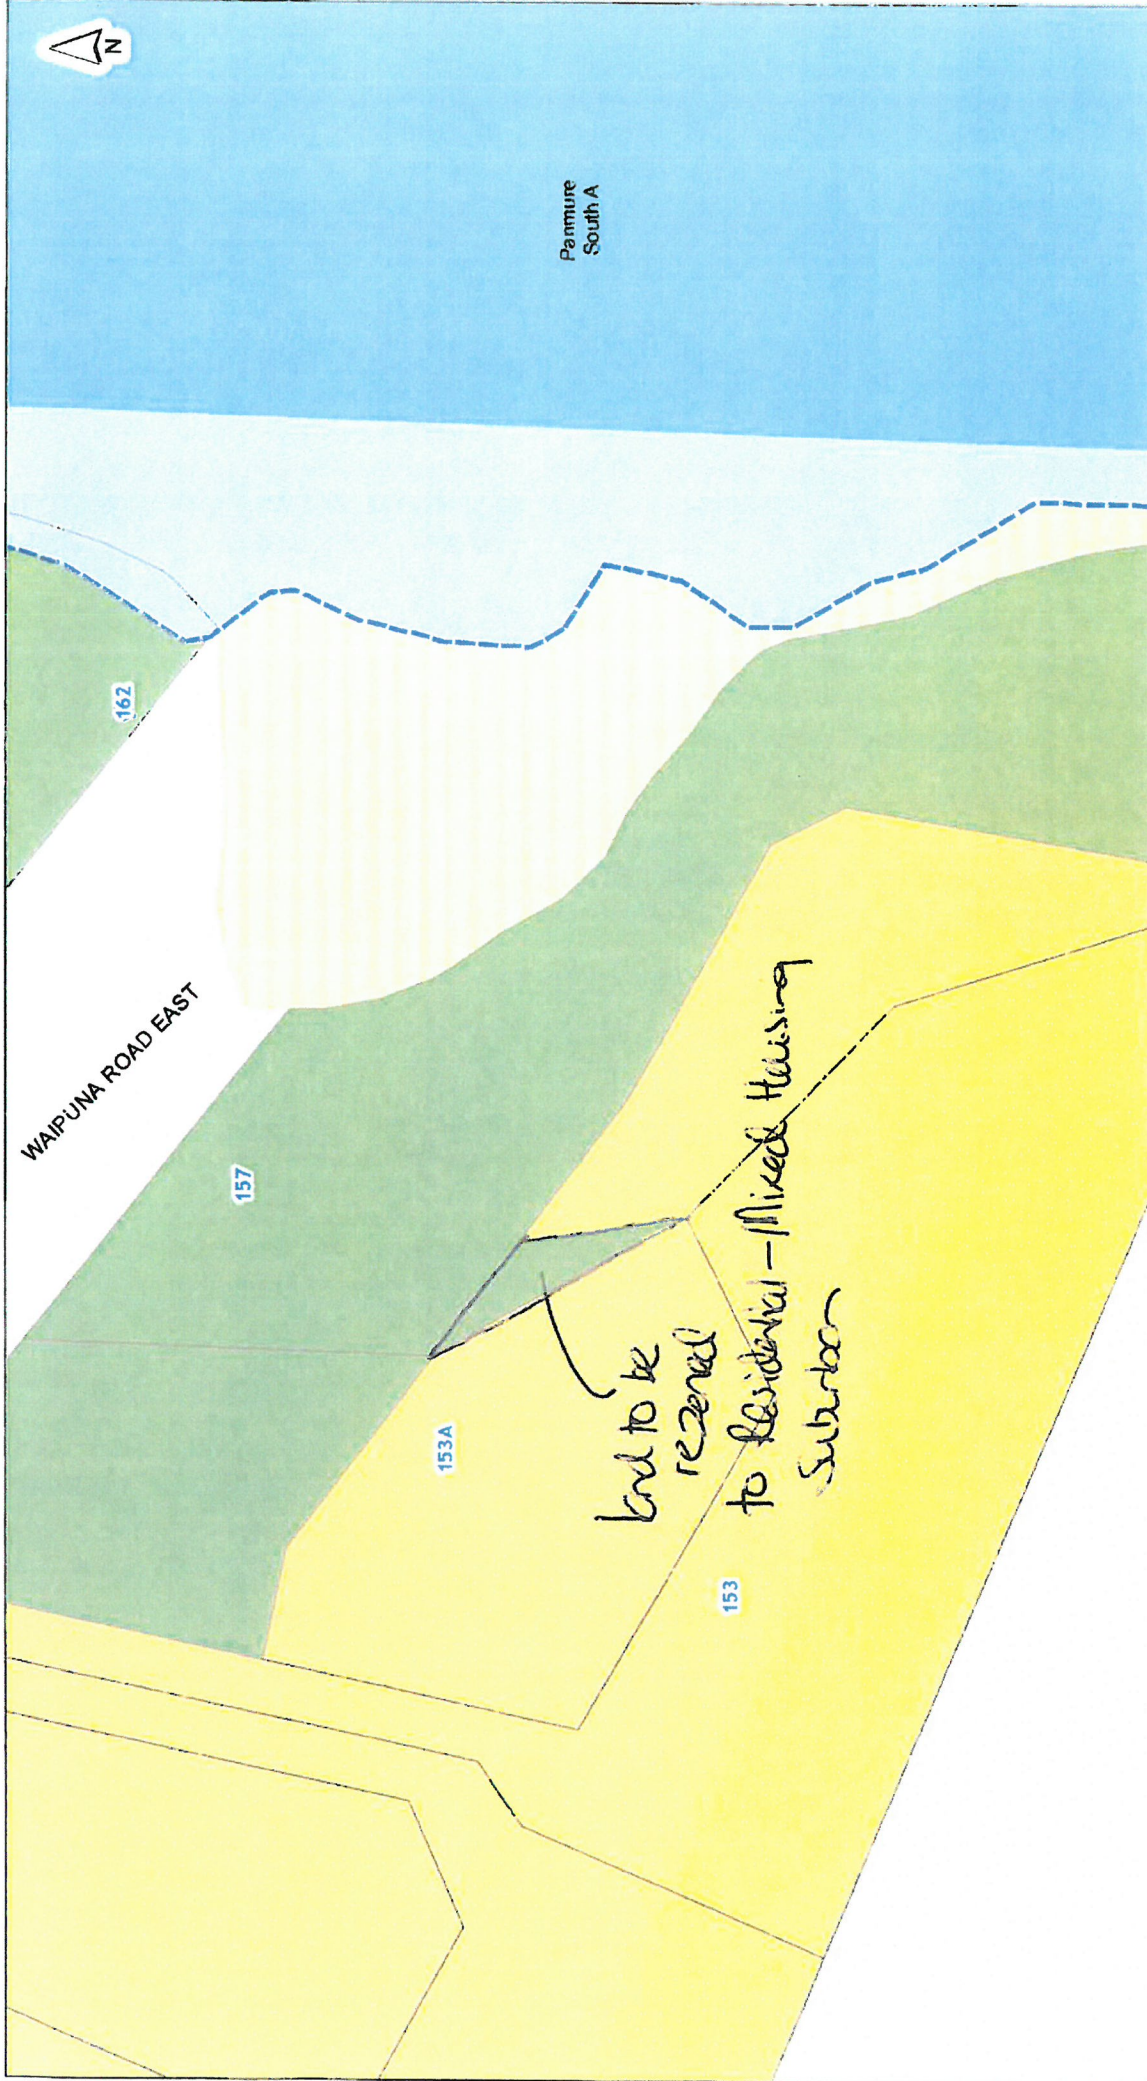 N
Panmure
South A
162
WAIPUNA ROAD EAST
157
153A
land to be
rezoned
to Residential - Mixed Housing
Suburban
153